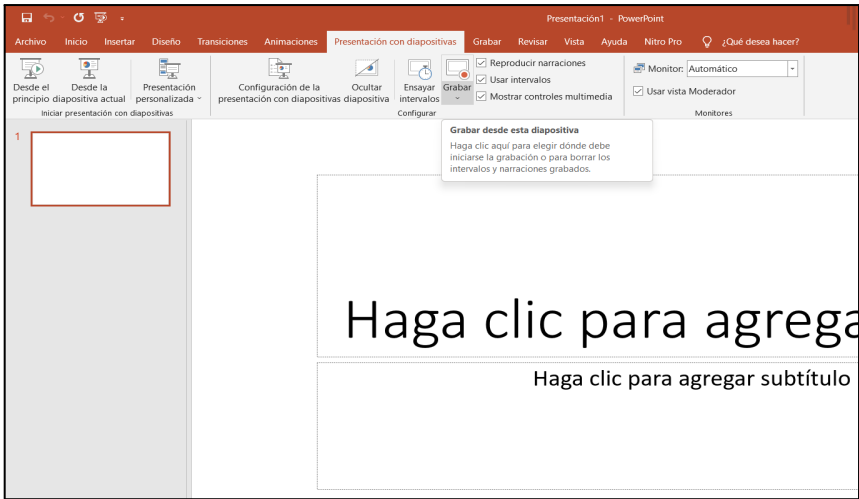 Presentación1 - PowerPoint
Archivo Inicio Insertar Diseño Transiciones Animaciones Presentación con diapositivas Grabar Revisar Vista Ayuda Nitro Pro ¿Qué desea hacer?
Desde el principio
Desde la diapositiva actual
Presentación personalizada
Iniciar presentación con diapositivas
Configuración de la presentación con diapositivas
Ocultar diapositiva
Ensayar intervalos
Grabar
Reproducir narraciones
Usar intervalos
Mostrar controles multimedia
Configurar
Monitor: Automático
Usar vista Moderador
Monitores
Grabar desde esta diapositiva
Haga clic aquí para elegir dónde debe
iniciarse la grabación o para borrar los
intervalos y narraciones grabados.
1
Haga clic para agrega
Haga clic para agregar subtítulo